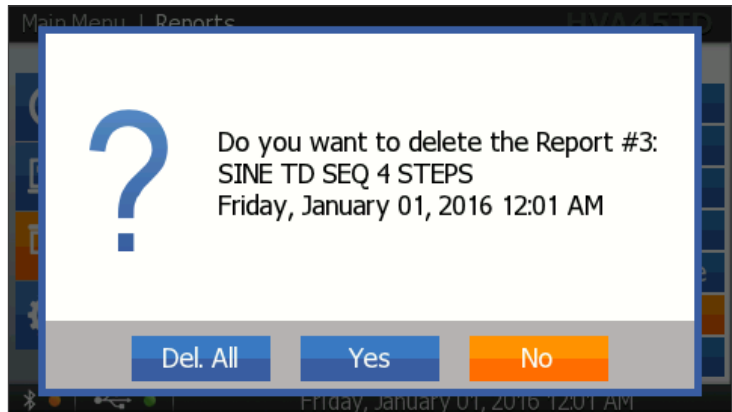 Main Menu | Reports HVA45TD
Do you want to delete the Report #3:
SINE TD SEQ 4 STEPS
Friday, January 01, 2016 12:01 AM
Del. All Yes No
Friday, January 01, 2016 12:01 AM